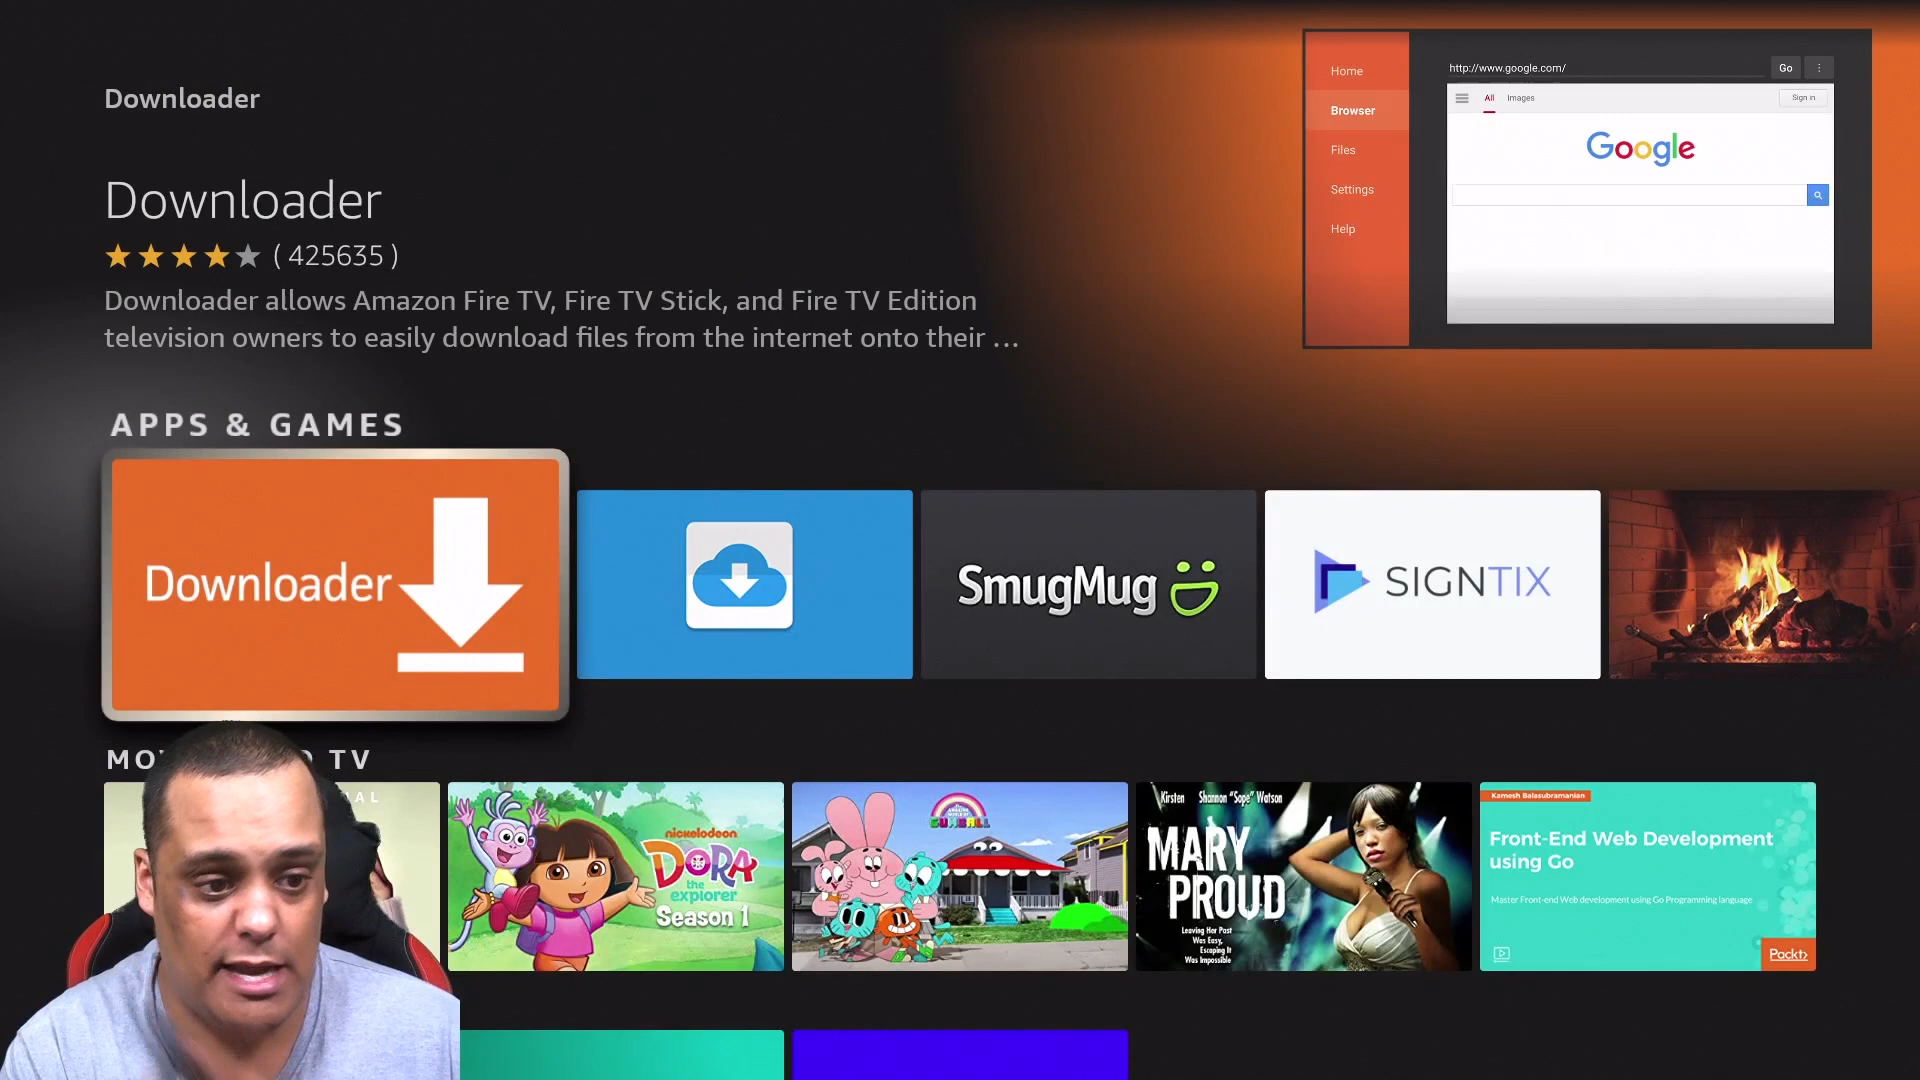 Downloader
Downloader
( 425635 )
Downloader allows Amazon Fire TV, Fire TV Stick, and Fire TV Edition
television owners to easily download files from the internet onto their ...
Home
Browser
Files
Settings
Help
http://www.google.com/
Go
All
Images
Sign in
Google
APPS & GAMES
Downloader
SmugMug
SIGNTIX
TV
nickelodeon
DORA
the
explorer
Season 1
GUMBALL
Kirsten Shannon "Sope" Watson
MARY
PROUD
Leaving Her Past
Was Easy,
Escaping It
Was Impossible
Kamesh Balasubramanian
Front-End Web Development
using Go
Master Front-end Web development using Go Programming language
Packt>